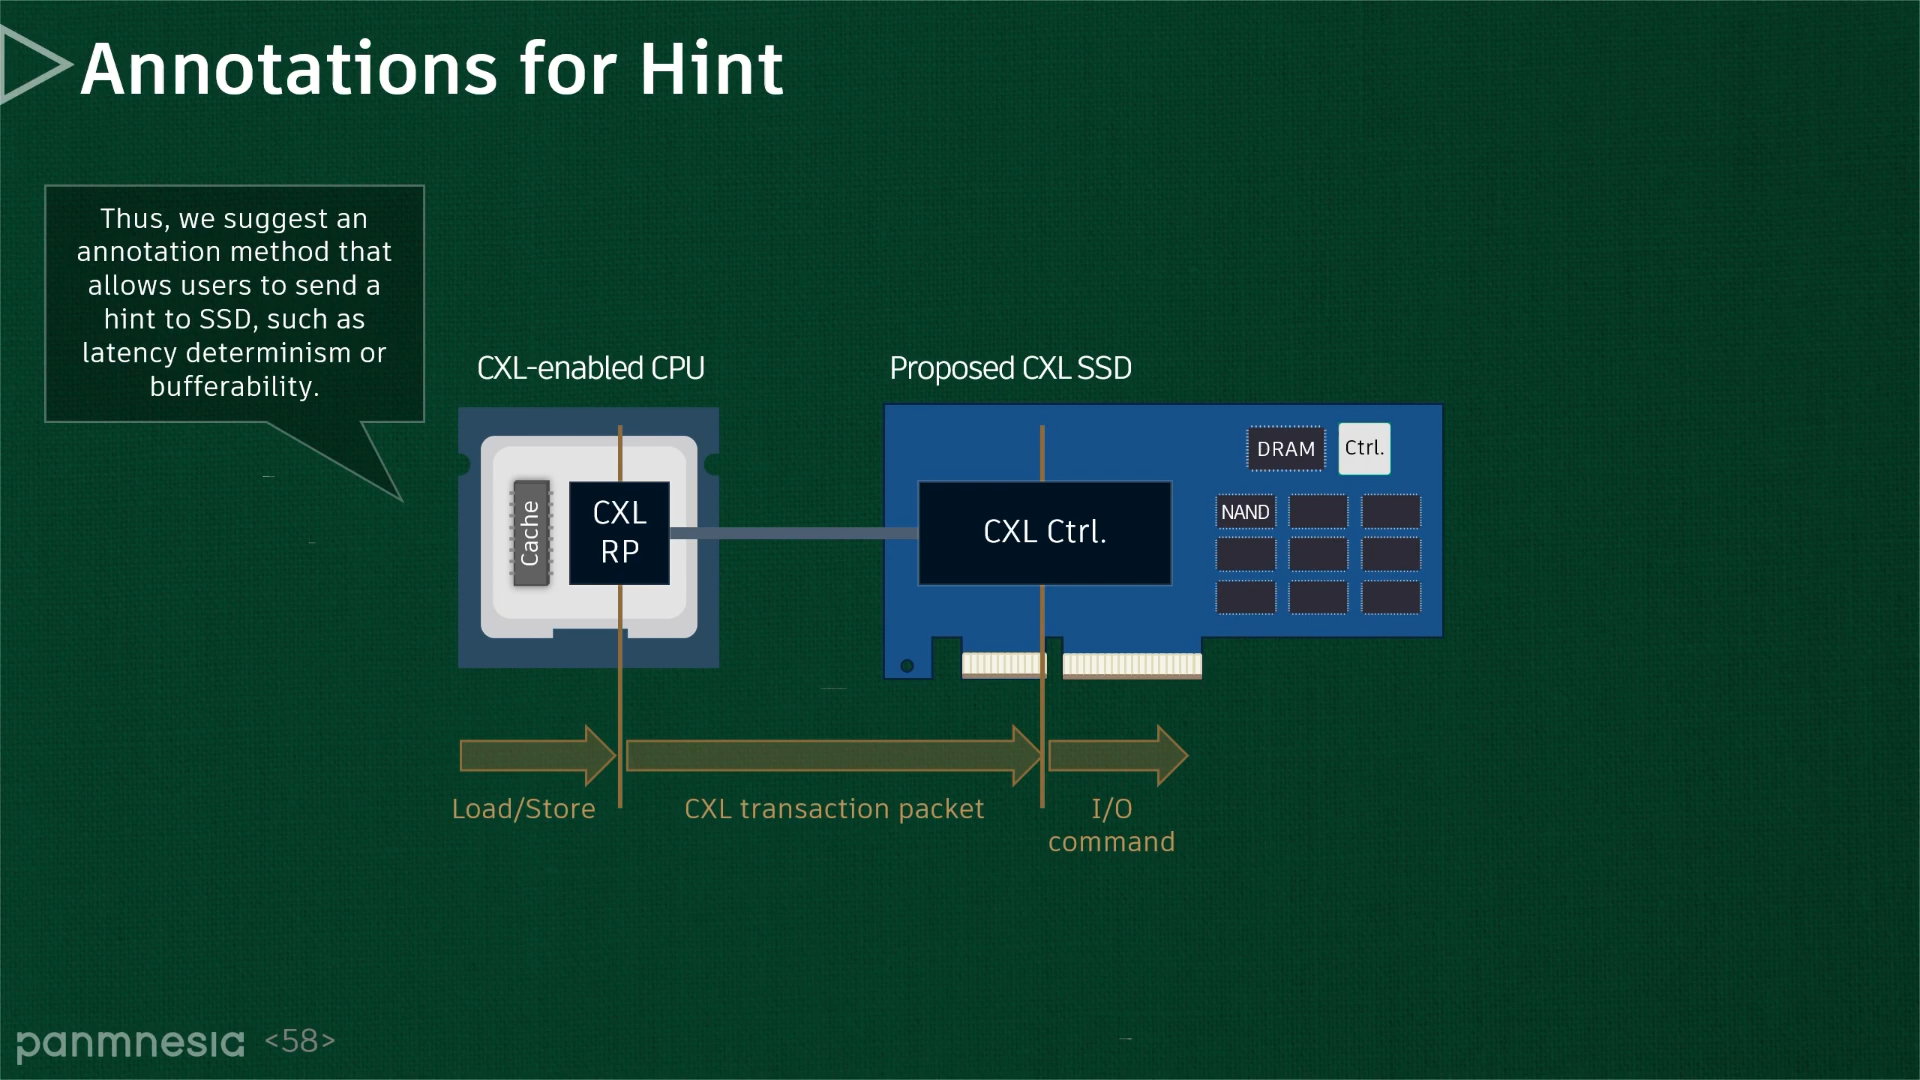 Annotations for Hint
Thus, we suggest an
annotation method that
allows users to send a
hint to SSD, such as
latency determinism or
bufferability.
CXL-enabled CPU
Proposed CXL SSD
Cache
CXL
RP
CXL Ctrl.
DRAM
Ctrl.
NAND
Load/Store
CXL transaction packet
I/O
command
panmnesia <58>